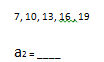 7, 10, 13, 16, 19
a2 = ____